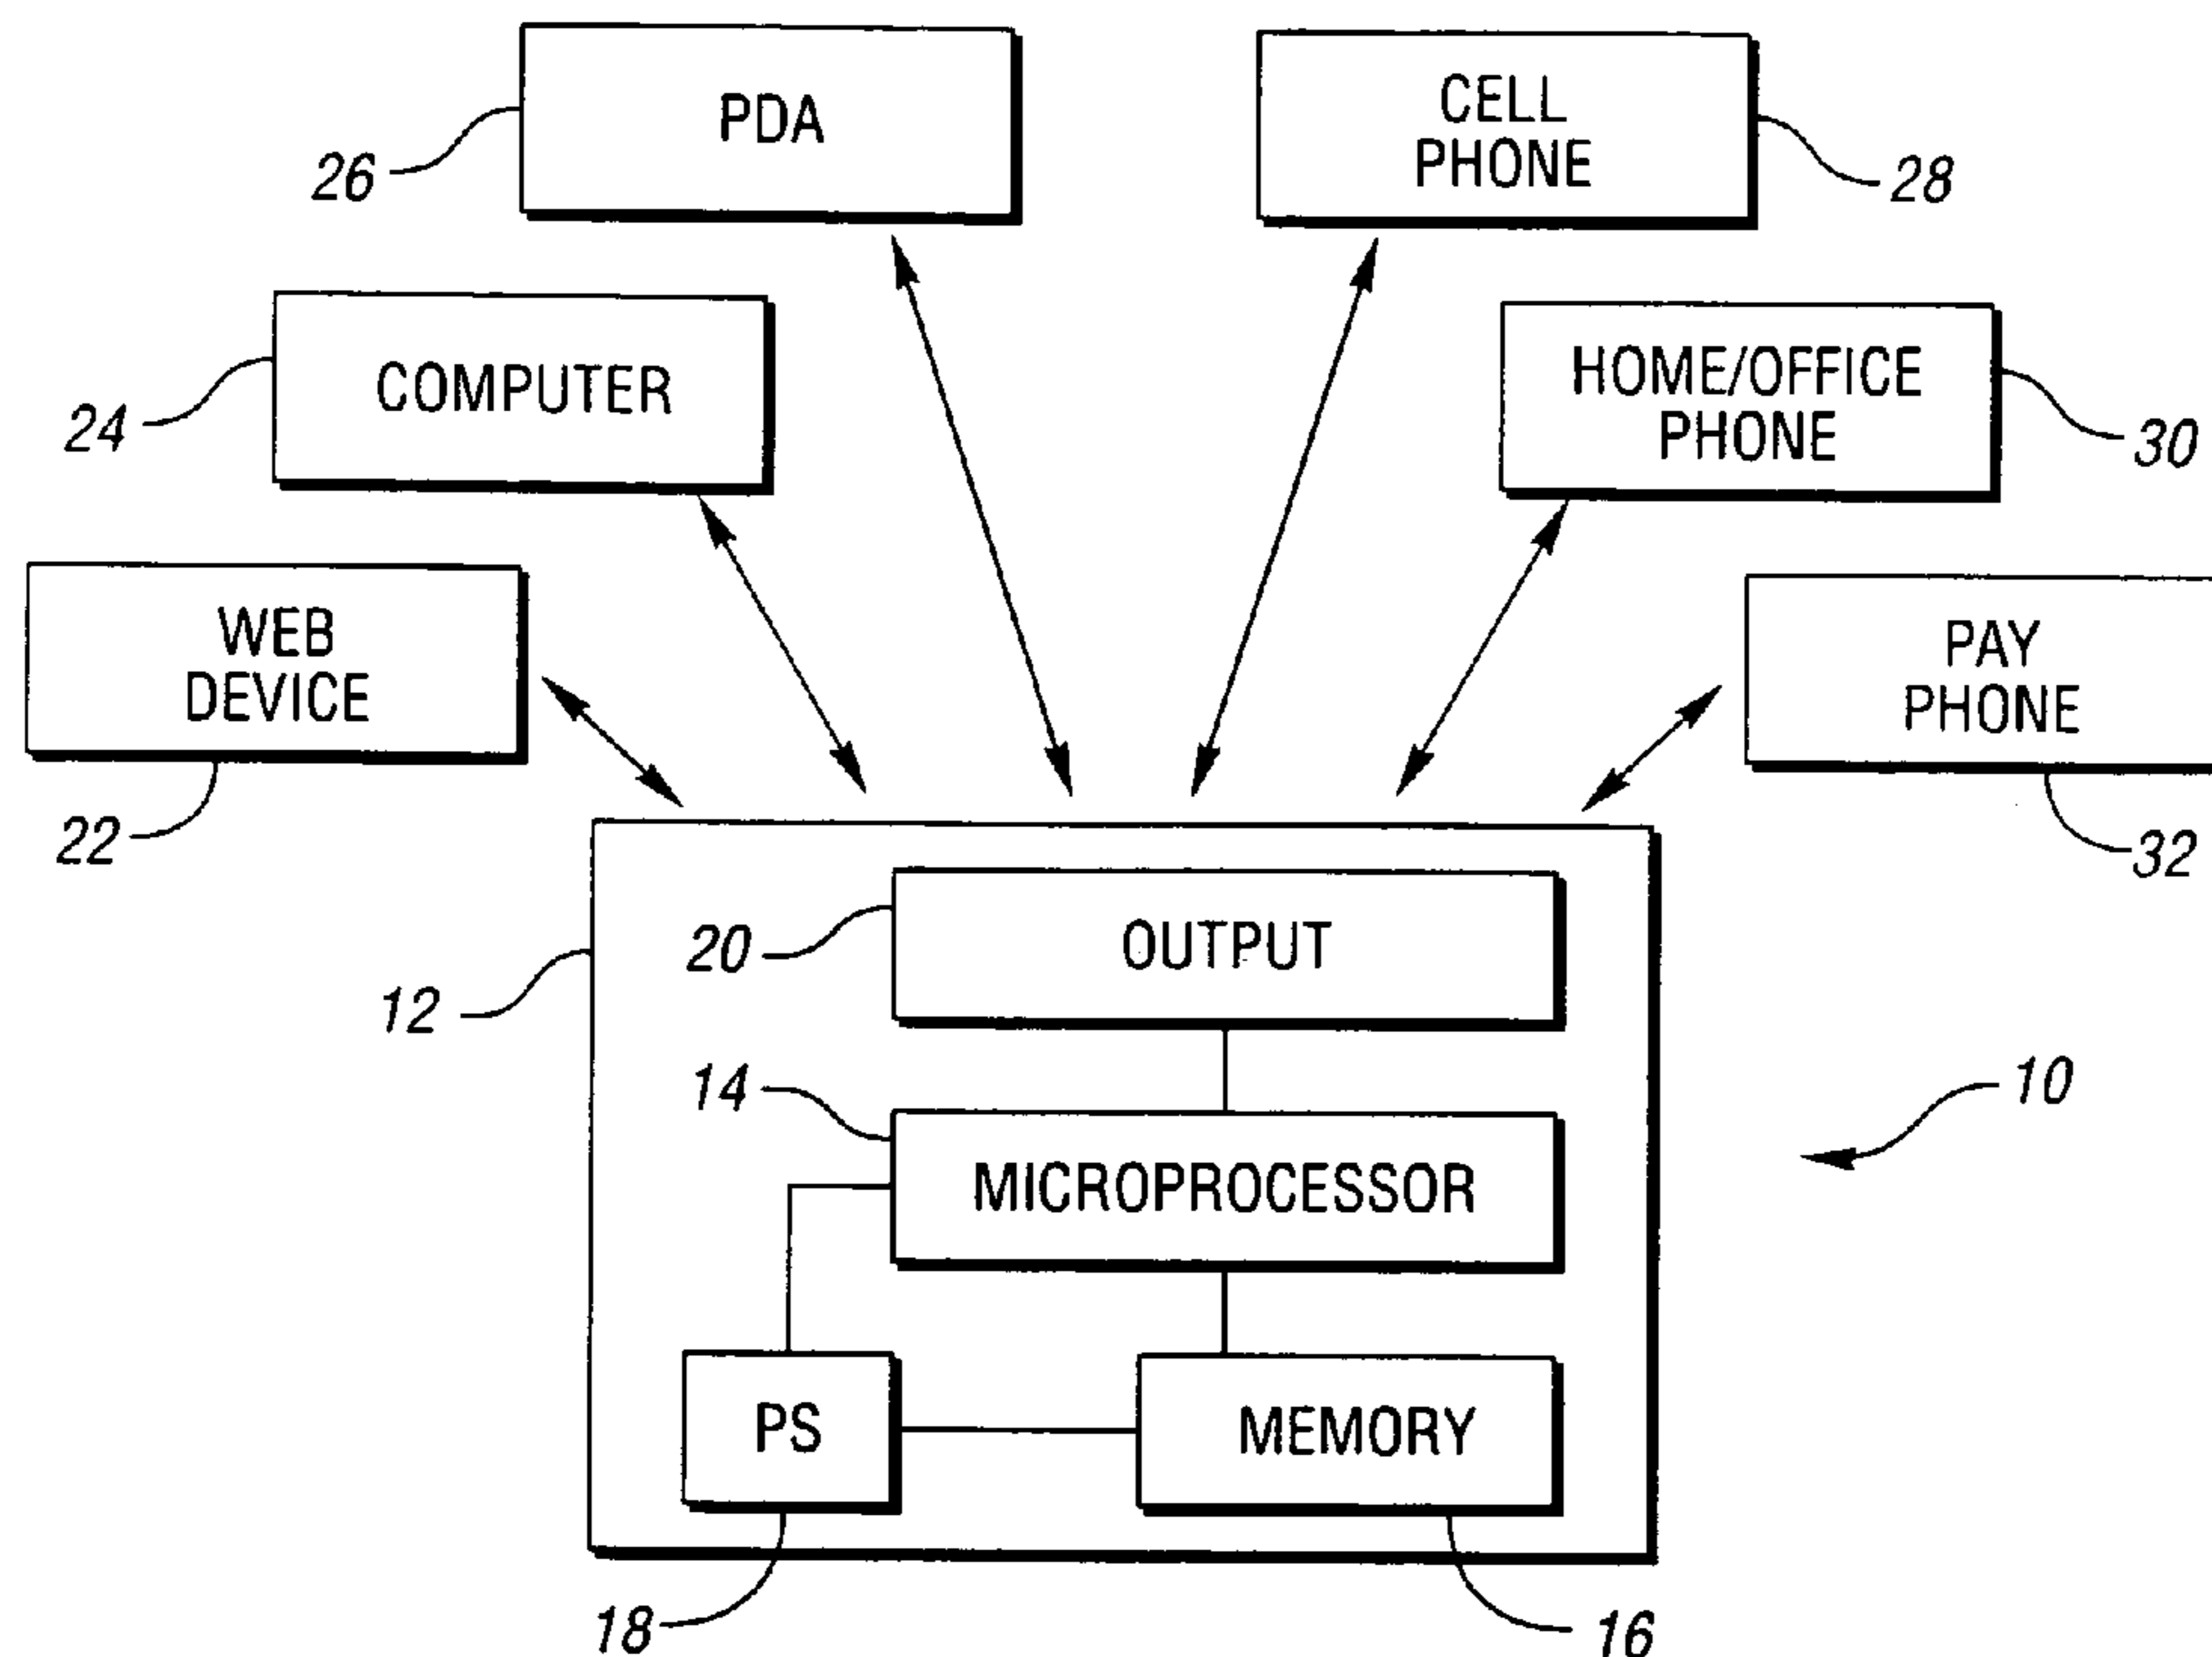 PDA
26
CELL
PHONE
28
COMPUTER
24
HOME/OFFICE
PHONE
30
WEB
DEVICE
22
PAY
PHONE
32
12
OUTPUT
20
14
MICROPROCESSOR
10
PS
MEMORY
18
16